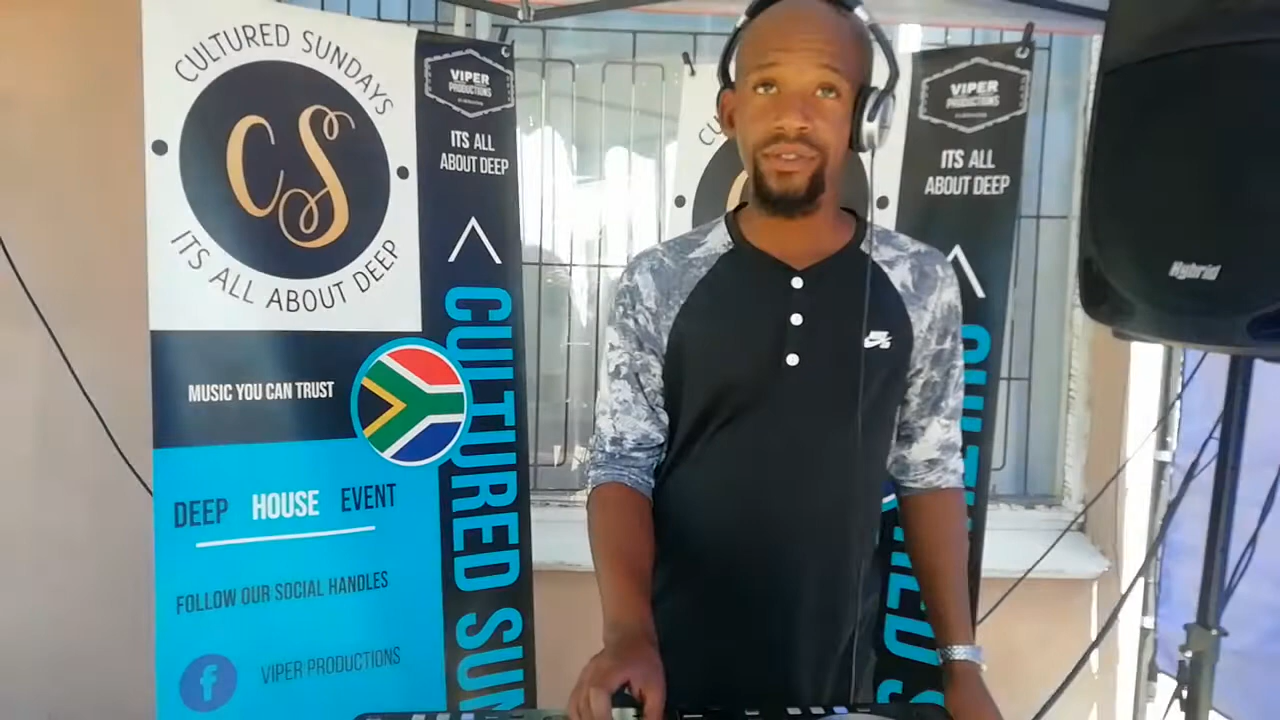 CULTURED SUNDAYS
CS
ITS ALL ABOUT DEEP
MUSIC YOU CAN TRUST
DEEP HOUSE EVENT
FOLLOW OUR SOCIAL HANDLES
f
VIPER PRODUCTIONS
VIPER
PRODUCTIONS
ITS ALL
ABOUT DEEP
CULTURED SUN
CU
VIPER
PRODUCTIONS
ITS ALL
ABOUT DEEP
Hybrid